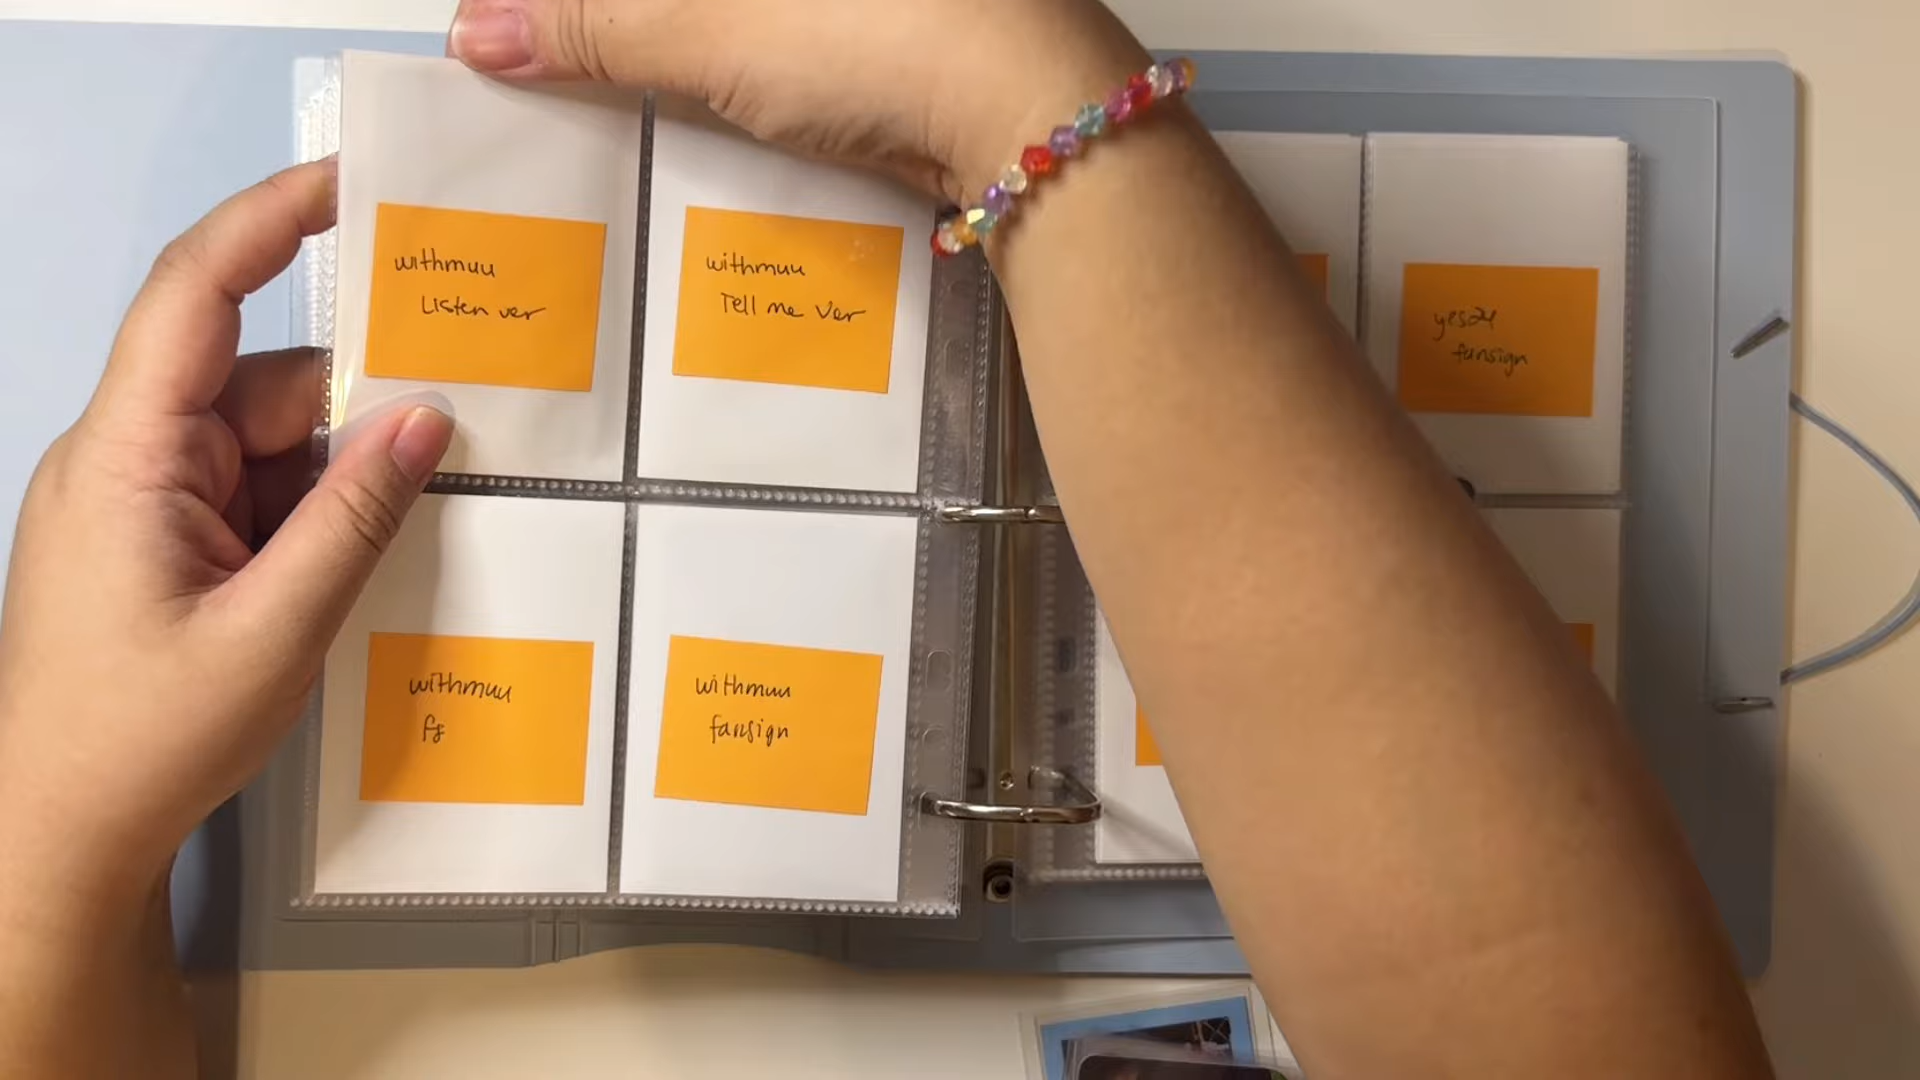 withmuu
Listen ver
withmuu
Tell me Ver
yes24
fansign
withmuu
fs
withmuu
fansign